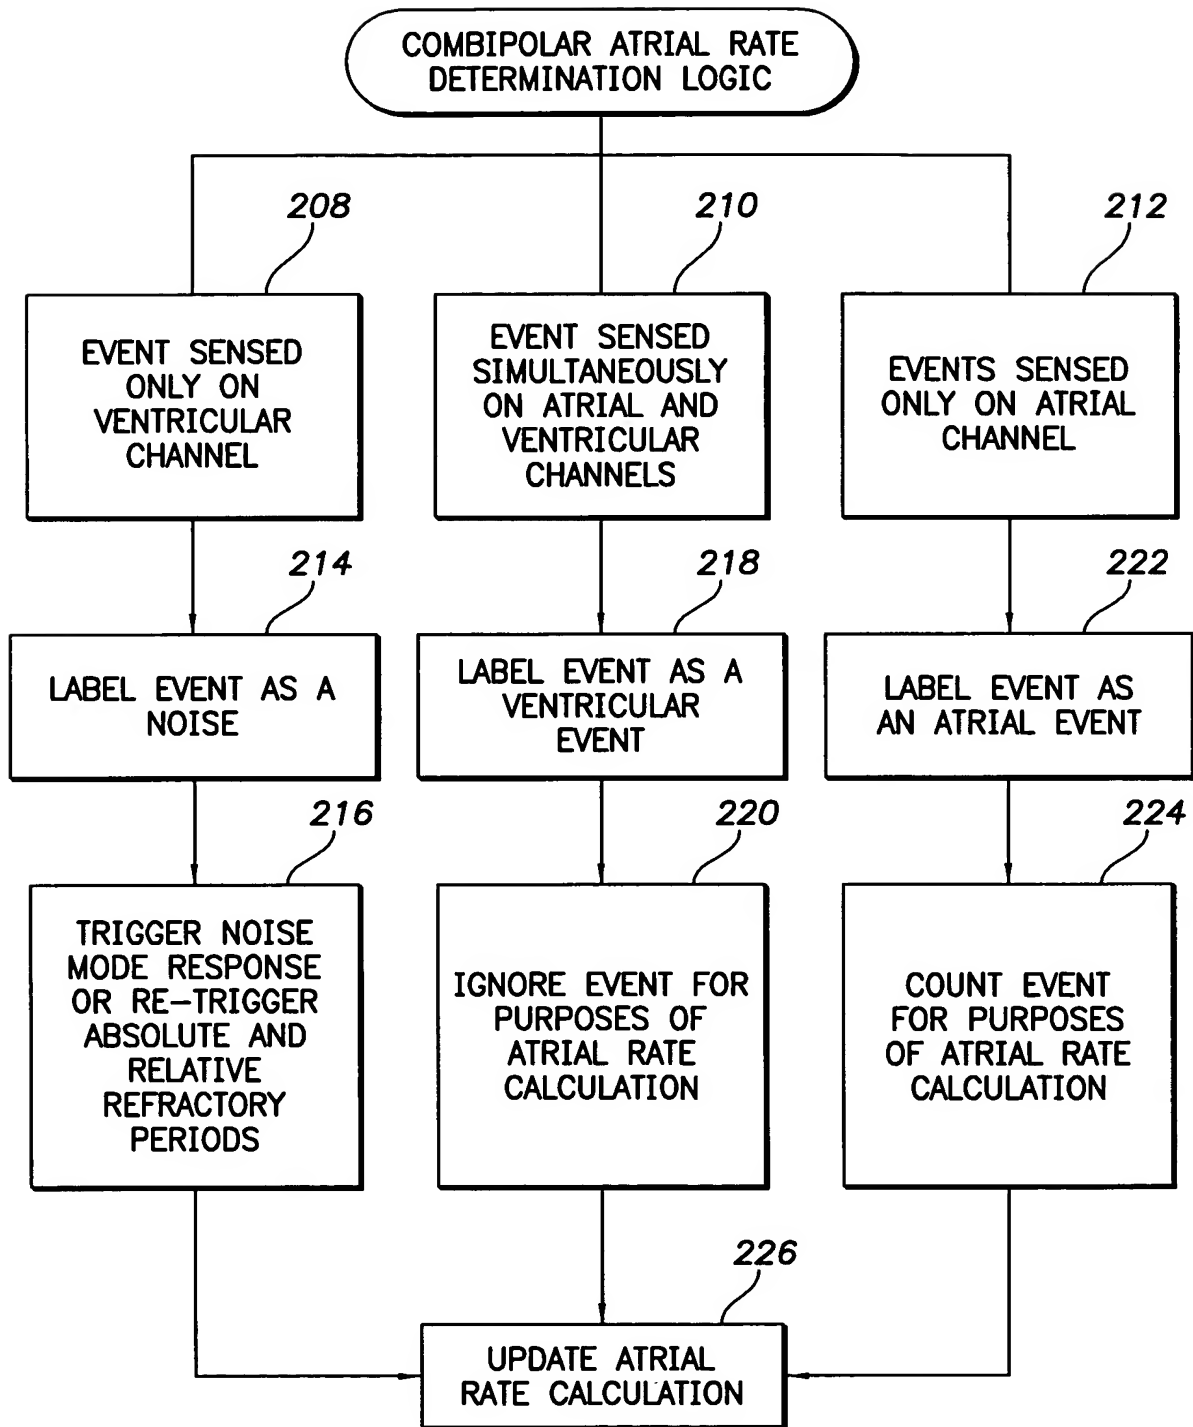 COMBIPOLAR ATRIAL RATE
DETERMINATION LOGIC
208
210
212
EVENT SENSED
ONLY ON
VENTRICULAR
CHANNEL
EVENT SENSED
SIMULTANEOUSLY
ON ATRIAL AND
VENTRICULAR
CHANNELS
EVENTS SENSED
ONLY ON ATRIAL
CHANNEL
214
218
222
LABEL EVENT AS A
NOISE
LABEL EVENT AS A
VENTRICULAR
EVENT
LABEL EVENT AS
AN ATRIAL EVENT
216
220
224
TRIGGER NOISE
MODE RESPONSE
OR RE-TRIGGER
ABSOLUTE AND
RELATIVE
REFRACTORY
PERIODS
IGNORE EVENT FOR
PURPOSES OF
ATRIAL RATE
CALCULATION
COUNT EVENT
FOR PURPOSES
OF ATRIAL RATE
CALCULATION
226
UPDATE ATRIAL
RATE CALCULATION